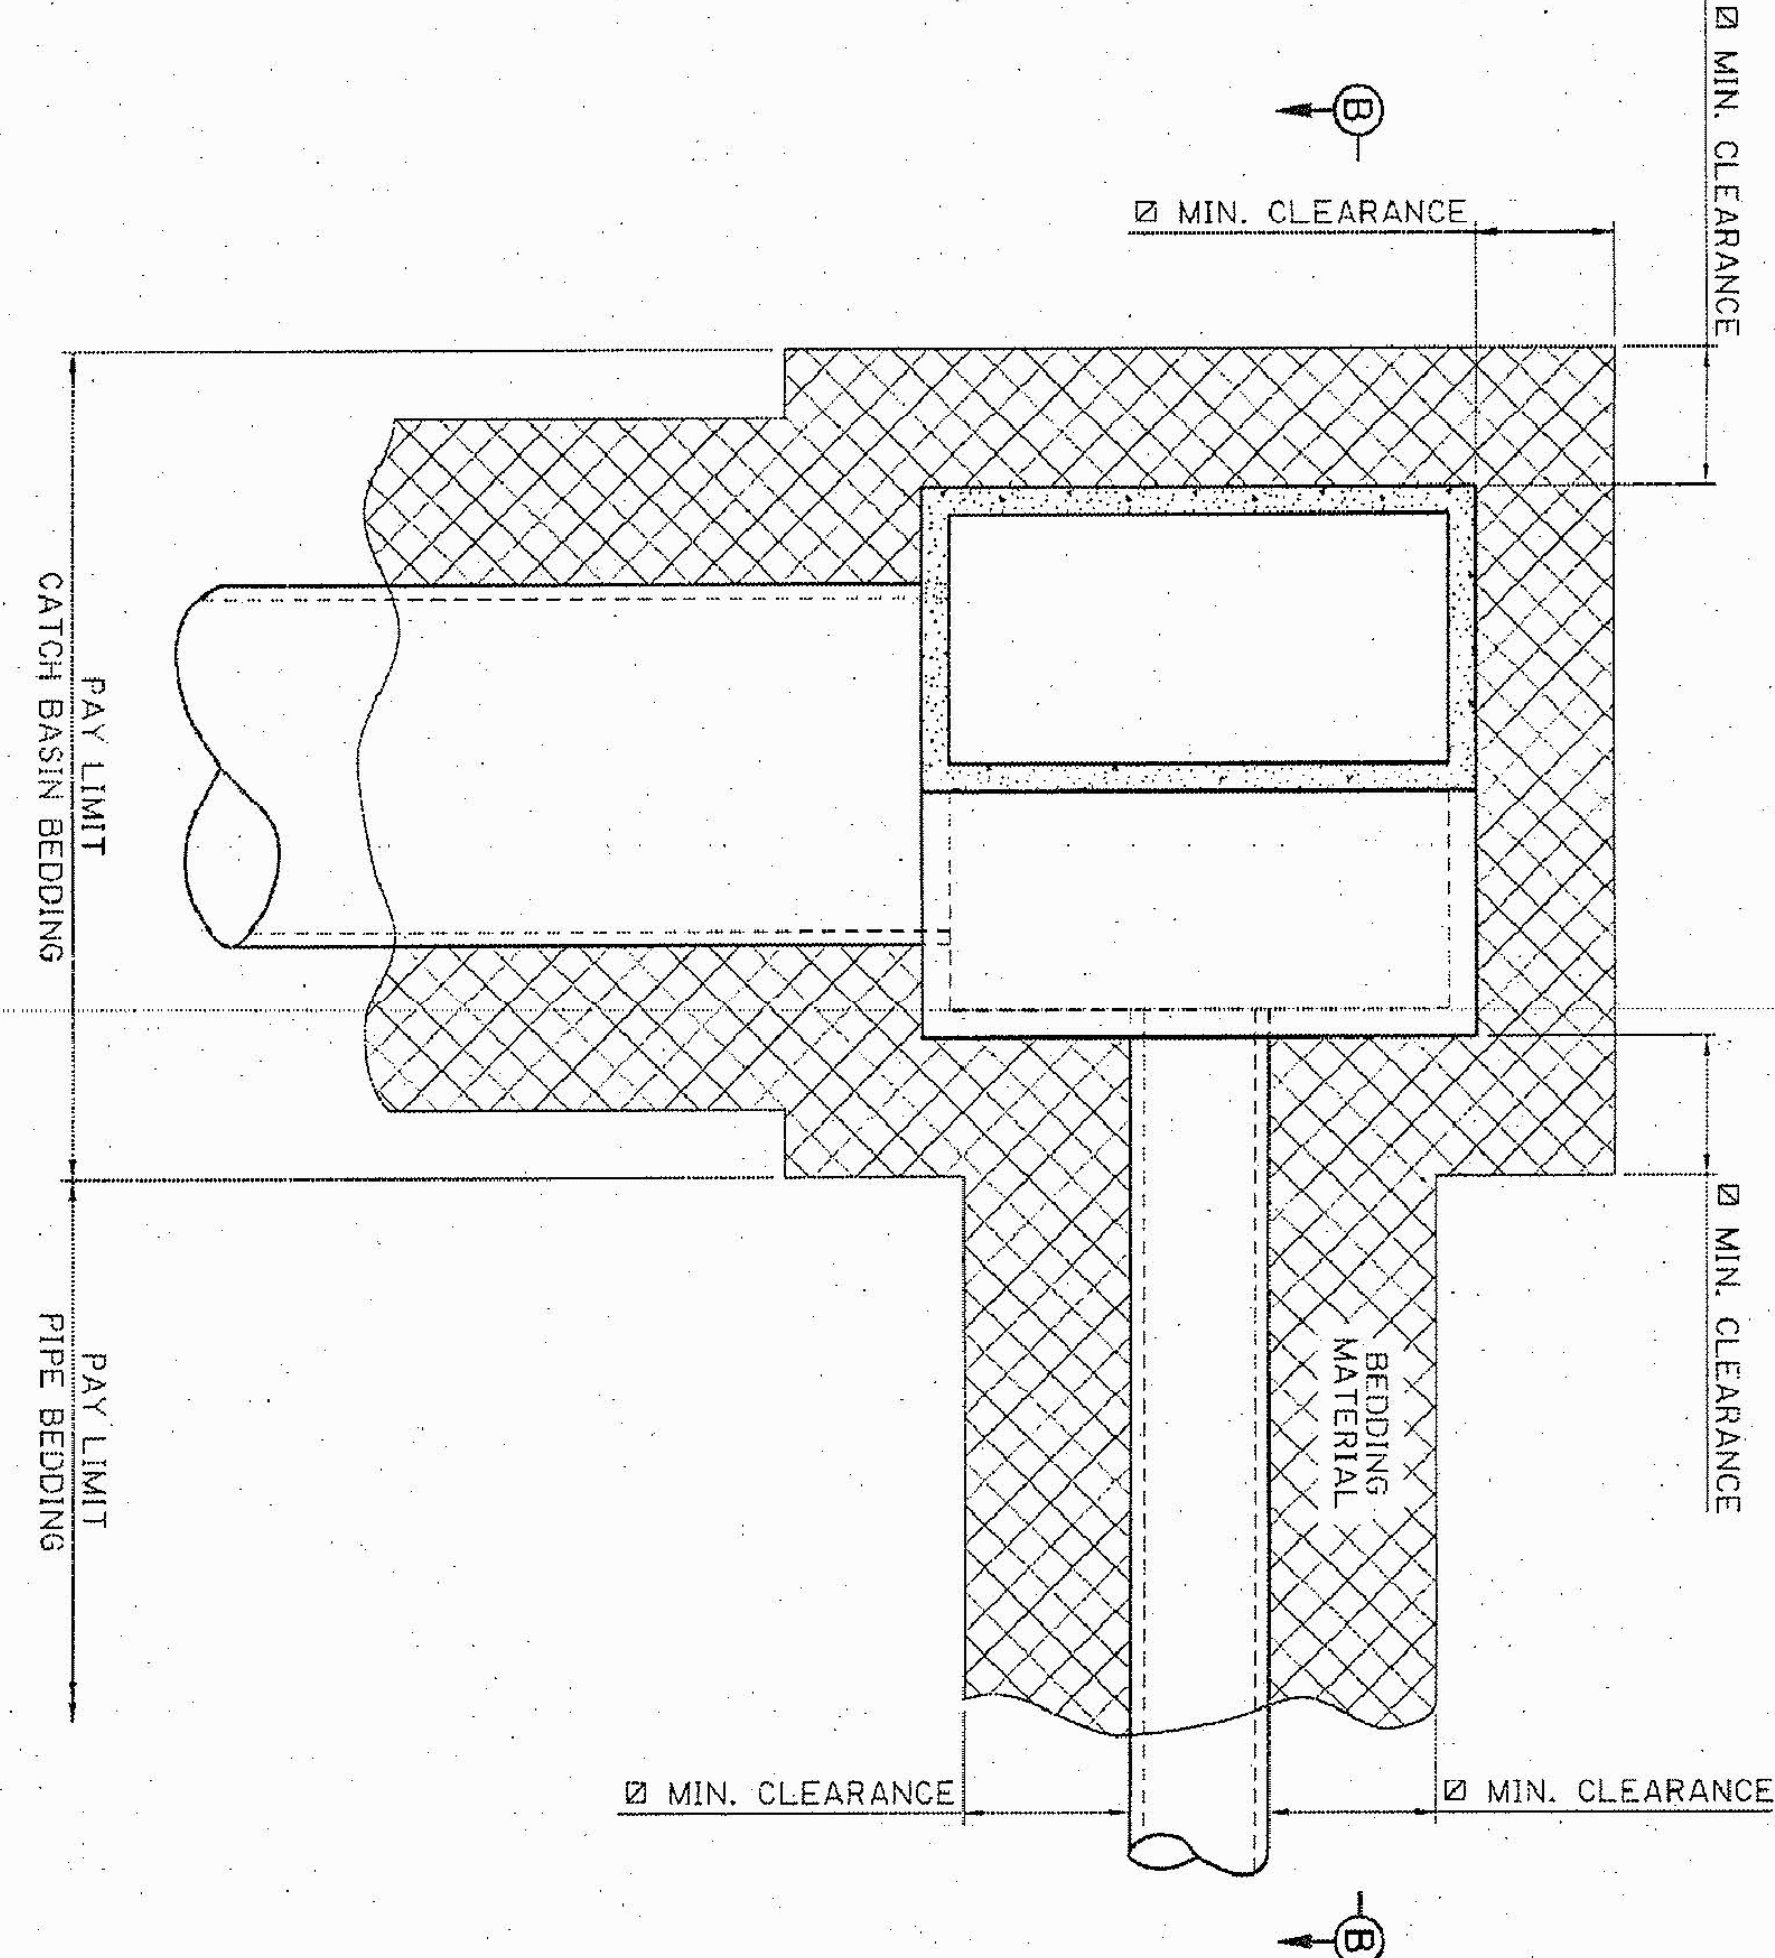 ☑ MIN. CLEARANCE
B
☑ MIN. CLEARANCE
PAY LIMIT
CATCH BASIN BEDDING
☑ MIN. CLEARANCE
BEDDING
MATERIAL
PAY LIMIT
PIPE BEDDING
☑ MIN. CLEARANCE
☑ MIN. CLEARANCE
B